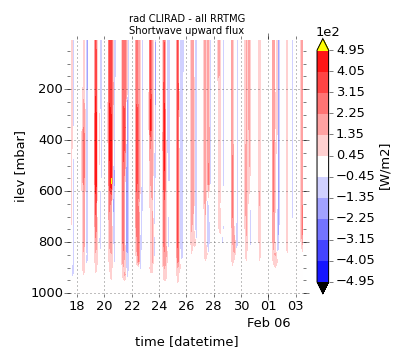 rad CLIRAD - all RRTMG
Shortwave upward flux
1e2
4.95
4.05
3.15
2.25
1.35
0.45
−0.45
−1.35
−2.25
−3.15
−4.05
−4.95
[W/m2]
ilev [mbar]
200
400
600
800
1000
18 20 22 24 26 28 30 01 03
Feb 06
time [datetime]